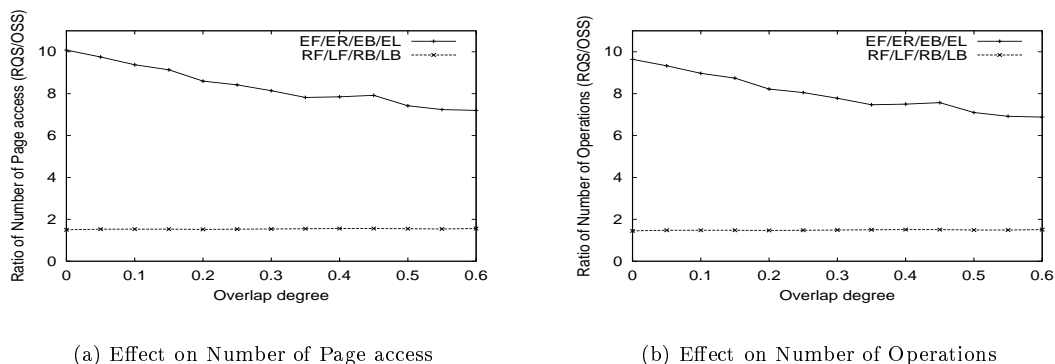 Ratio of Number of Page access (RQS/OSS)
10
8
6
4
2
0
EF/ER/EB/EL
RF/LF/RB/LB
0 0.1 0.2 0.3 0.4 0.5 0.6
Overlap degree
(a) Effect on Number of Page access
Ratio of Number of Operations (RQS/OSS)
10
8
6
4
2
0
EF/ER/EB/EL
RF/LF/RB/LB
0 0.1 0.2 0.3 0.4 0.5 0.6
Overlap degree
(b) Effect on Number of Operations